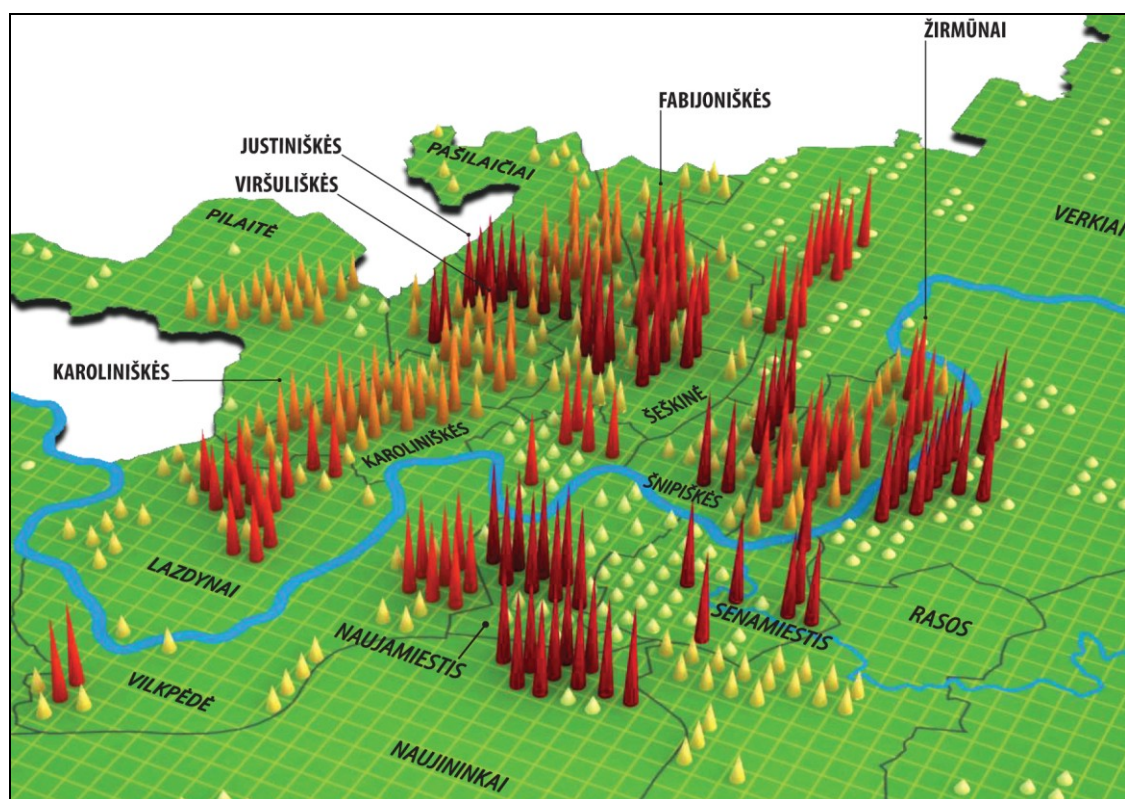 ŽIRMŪNAI
FABIJONIŠKĖS
JUSTINIŠKĖS
PAŠILAIČIAI
VIRŠULIŠKĖS
PILAITĖ
VERKIAI
KAROLINIŠKĖS
ŠEŠKINĖ
KAROLINIŠKĖS
ŠNIPIŠKĖS
LAZDYNAI
SENAMIESTIS
RASOS
NAUJAMIESTIS
VILKPĖDĖ
NAUJININKAI